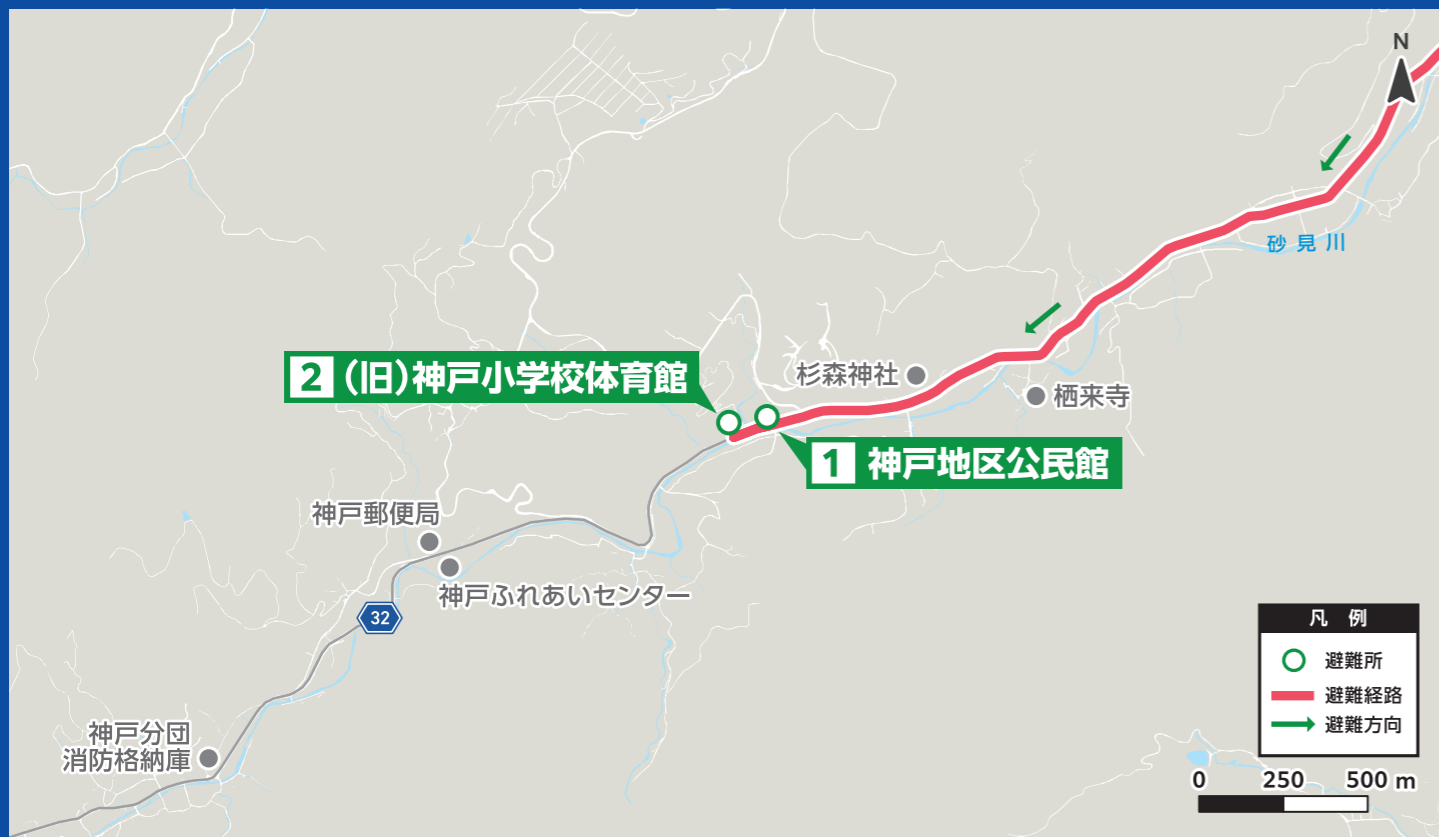 N
砂見川
2 (旧)神戸小学校体育館
杉森神社
栖来寺
1 神戸地区公民館
神戸郵便局
神戸ふれあいセンター
32
神戸分団
消防格納庫
凡 例
避難所
避難経路
避難方向
0 250 500 m